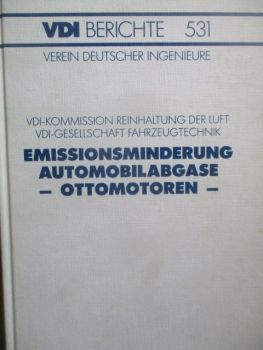 VDI BERICHTE 531
VEREIN DEUTSCHER INGENIEURE
VDI-KOMMISSION REINHALTUNG DER LUFT
VDI-GESELLSCHAFT FAHRZEUGTECHNIK
EMISSIONSMINDERUNG
AUTOMOBILABGASE
– OTTOMOTOREN –